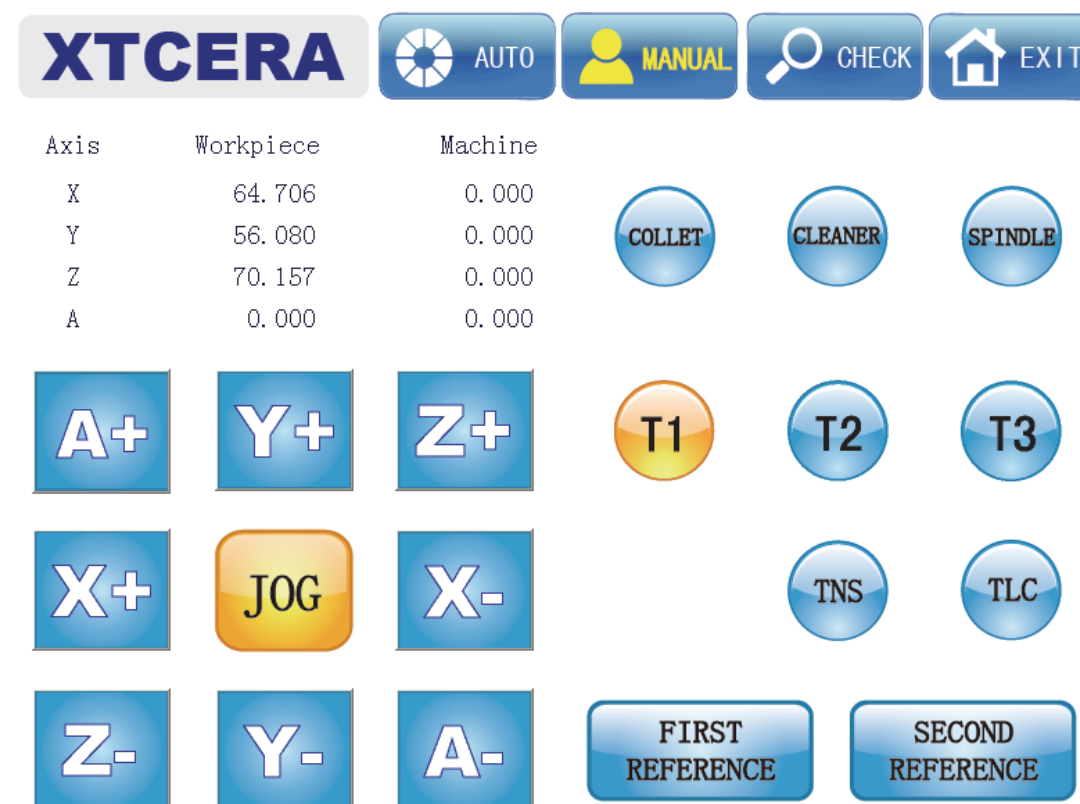 XTCERA AUTO MANUAL CHECK EXIT
Axis Workpiece Machine
X 64.706 0.000
Y 56.080 0.000
Z 70.157 0.000
A 0.000 0.000
COLLET CLEANER SPINDLE
A+ Y+ Z+
T1 T2 T3
X+ JOG X-
TNS TLC
Z- Y- A-
FIRST
REFERENCE
SECOND
REFERENCE